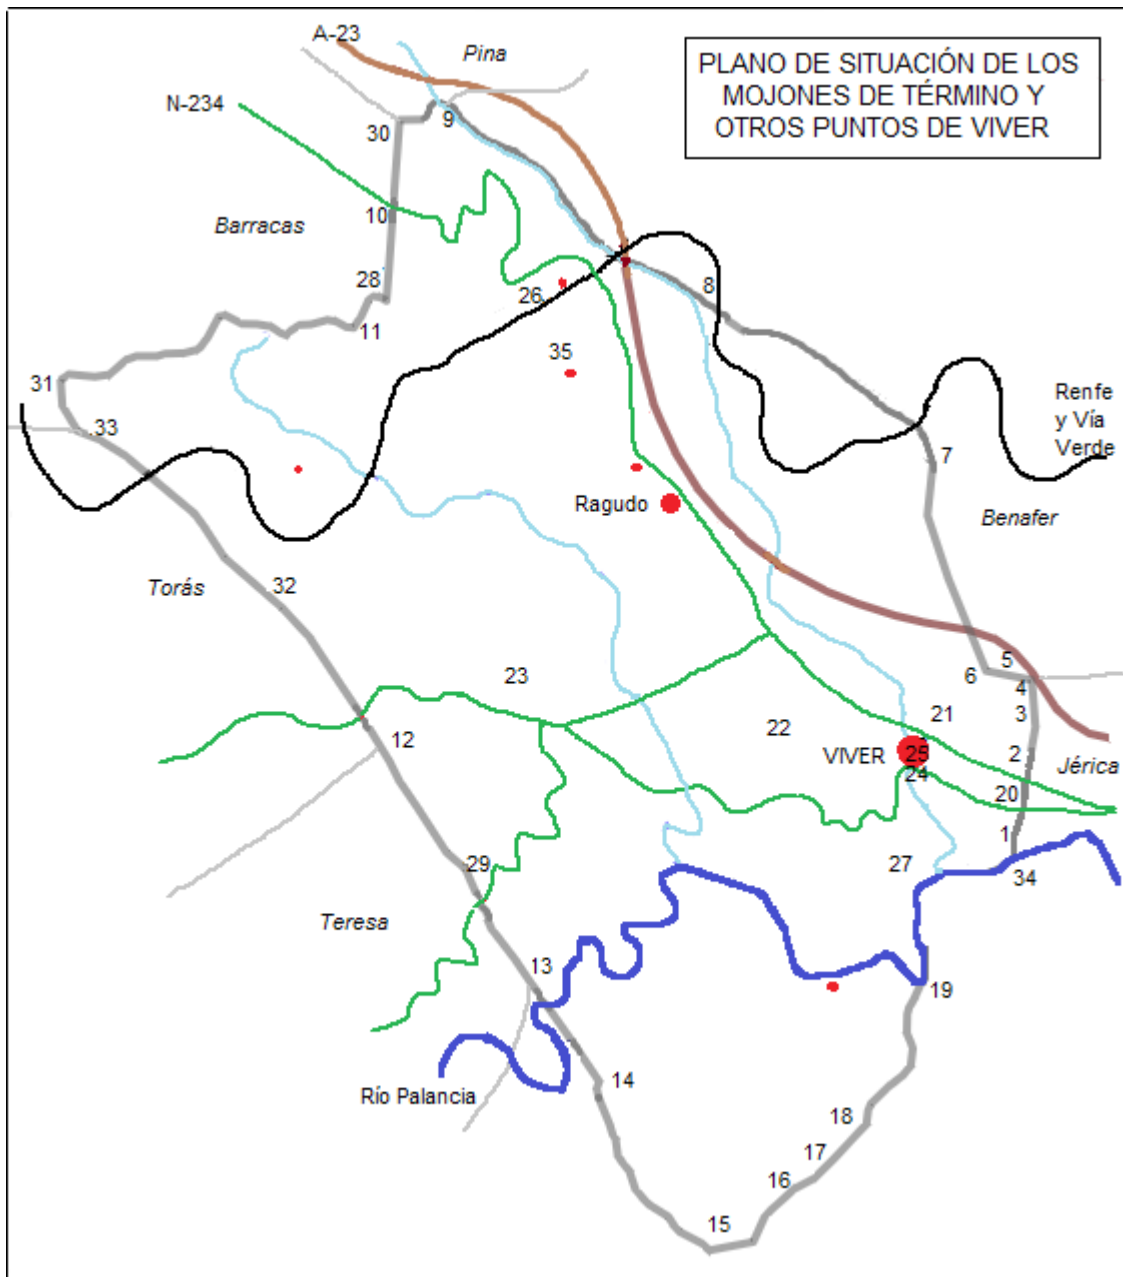 A-23
Pina
PLANO DE SITUACIÓN DE LOS
MOJONES DE TÉRMINO Y
OTROS PUNTOS DE VIVER
N-234
30
9
10
Barracas
28
26
8
11
35
31
33
Renfe
y Vía
Verde
7
Ragudo
Benafer
Torás
32
23
6
5
4
3
21
22
12
VIVER
25
24
2
Jérica
20
1
29
27
34
Teresa
13
19
Río Palancia
14
18
17
16
15